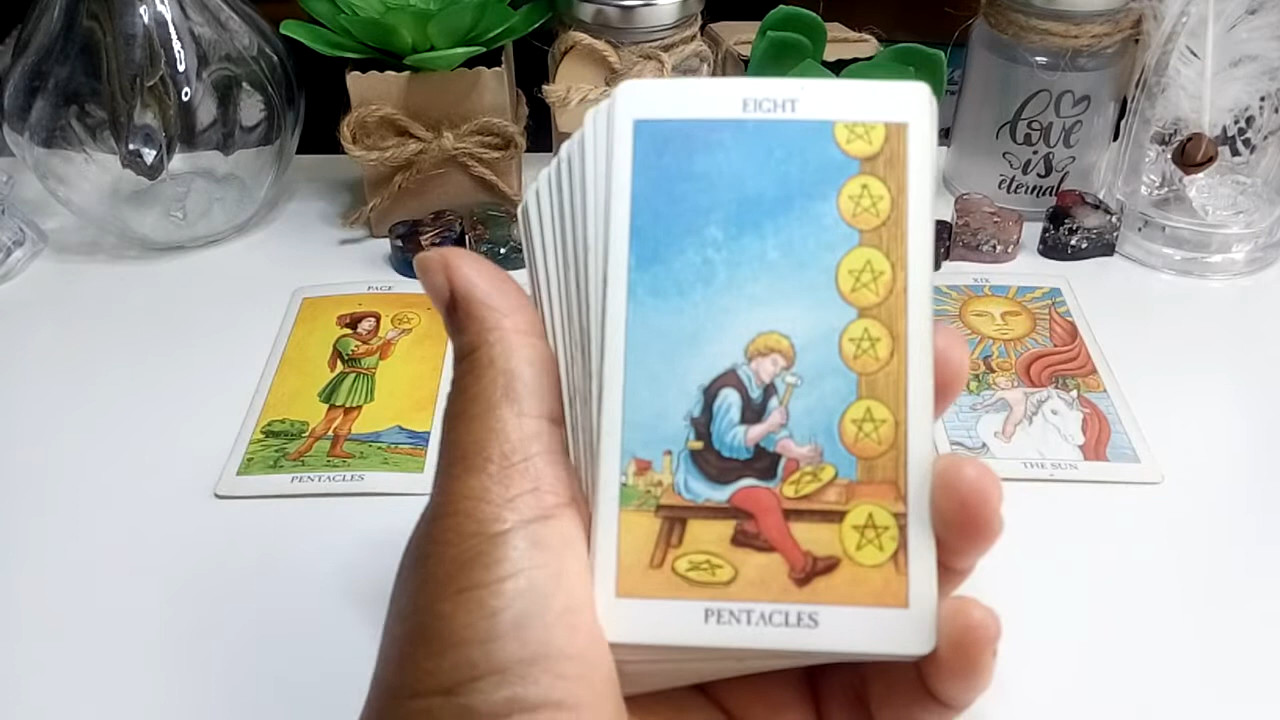 EIGHT
PENTACLES
PAGE
PENTACLES
XIX
THE SUN
love
is
eternal